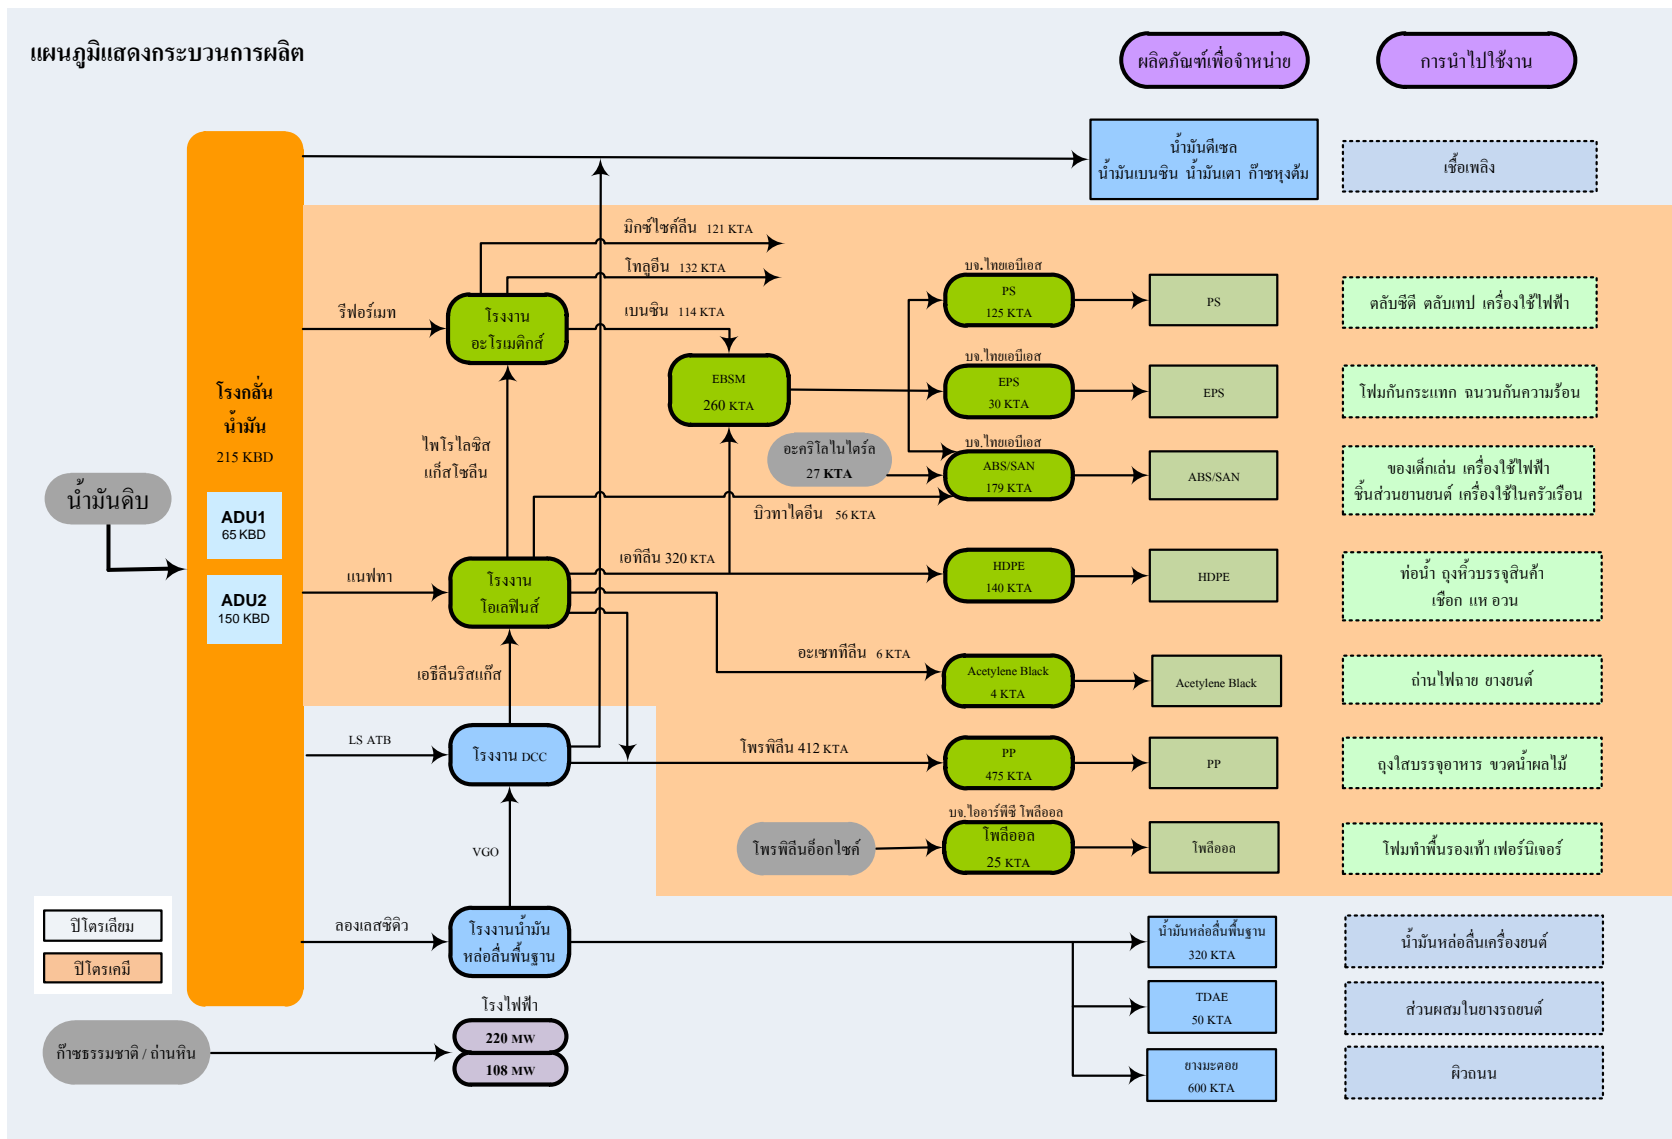 แผนภูมิแสดงกระบวนการผลิต
ผลิตภัณฑ์เพื่อจำหน่าย
การนำไปใช้งาน
น้ำมันดีเซล
น้ำมันเบนซิน น้ำมันเตา ก๊าซหุงต้ม
เชื้อเพลิง
มิกซ์ไซค์ลีน 121 KTA
โทลูอีน 132 KTA
รีฟอร์เมท
โรงงาน
อะโรเมติกส์
เบนซิน 114 KTA
EBSM
260 KTA
บจ.ไทยเอบีเอส
PS
125 KTA
PS
ตลับซีดี ตลับเทป เครื่องใช้ไฟฟ้า
บจ.ไทยเอบีเอส
EPS
30 KTA
EPS
โฟมกันกระแทก ฉนวนกันความร้อน
โรงกลั่น
น้ำมัน
215 KBD
ADU1
65 KBD
ADU2
150 KBD
น้ำมันดิบ
ไพโรไลซิส
แก็สโซลีน
อะคริโลไนไตร์ล
27 KTA
บจ.ไทยเอบีเอส
ABS/SAN
179 KTA
ABS/SAN
ของเด็กเล่น เครื่องใช้ไฟฟ้า
ชิ้นส่วนยานยนต์ เครื่องใช้ในครัวเรือน
บิวทาไดอีน 56 KTA
แนฟทา
โรงงาน
โอเลฟินส์
เอทิลีน 320 KTA
HDPE
140 KTA
HDPE
ท่อน้ำ ถุงหิ้วบรรจุสินค้า
เชือก แห อวน
อะเซททีลีน 6 KTA
Acetylene Black
4 KTA
Acetylene Black
ถ่านไฟฉาย ยางยนต์
เอธิลีนริสแก๊ส
LS ATB
โรงงาน DCC
โพรพิลีน 412 KTA
PP
475 KTA
PP
ถุงใสบรรจุอาหาร ขวดน้ำผลไม้
VGO
โพรพิลีนอ็อกไซค์
บจ.ไออาร์พีซี โพลีออล
โพลีออล
25 KTA
โพลีออล
โฟมทำพื้นรองเท้า เฟอร์นิเจอร์
ปิโตรเลียม
ปิโตรเคมี
ลองเลสซิดิว
โรงงานน้ำมัน
หล่อลื่นพื้นฐาน
น้ำมันหล่อลื่นพื้นฐาน
320 KTA
น้ำมันหล่อลื่นเครื่องยนต์
TDAE
50 KTA
ส่วนผสมในยางรถยนต์
ยางมะตอย
600 KTA
ผิวถนน
ก๊าซธรรมชาติ / ถ่านหิน
โรงไฟฟ้า
220 MW
108 MW